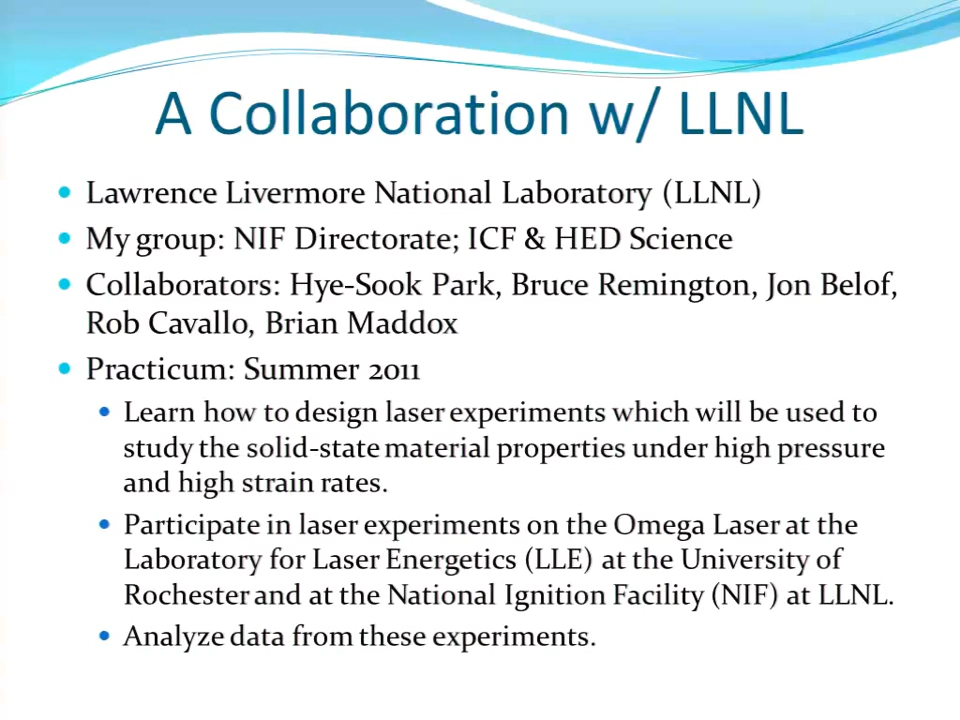 A Collaboration w/ LLNL
• Lawrence Livermore National Laboratory (LLNL)
• My group: NIF Directorate; ICF & HED Science
• Collaborators: Hye-Sook Park, Bruce Remington, Jon Belof,
Rob Cavallo, Brian Maddox
• Practicum: Summer 2011
• Learn how to design laser experiments which will be used to
study the solid-state material properties under high pressure
and high strain rates.
• Participate in laser experiments on the Omega Laser at the
Laboratory for Laser Energetics (LLE) at the University of
Rochester and at the National Ignition Facility (NIF) at LLNL.
• Analyze data from these experiments.